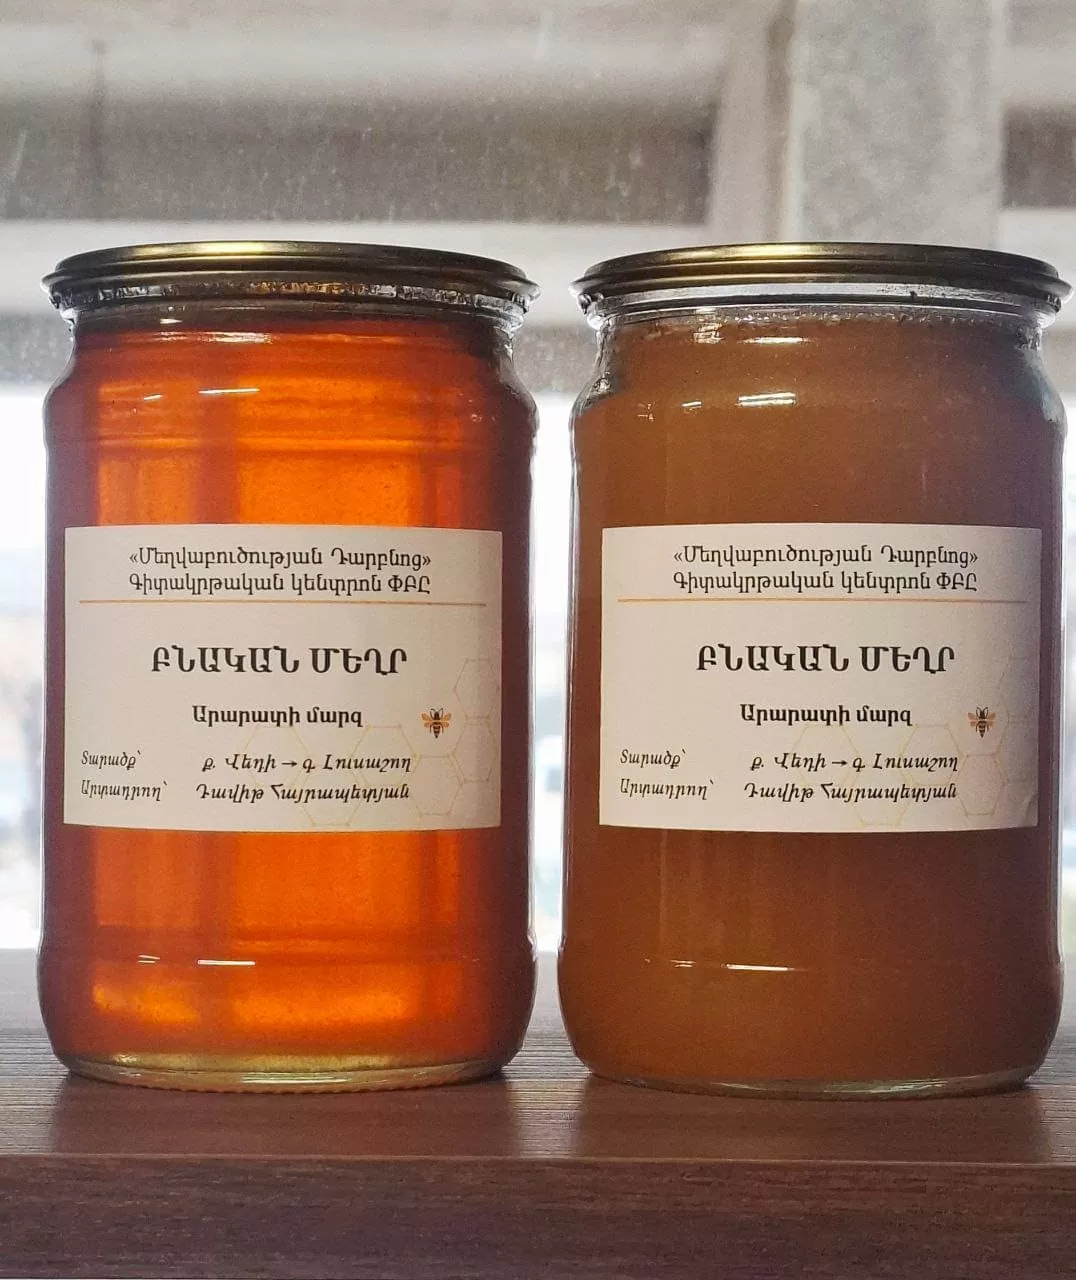 «Մեղվաբուծության Դարբնոց»
Գիտակրթական կենտրոն ՓԲԸ
ԲՆԱԿԱՆ ՄԵՂՐ
Արարատի մարզ
Տարածք՝ ք. Վեդի → գ. Լուսաշող
Արտադրող՝ Դավիթ Հայրապետյան
«Մեղվաբուծության Դարբնոց»
Գիտակրթական կենտրոն ՓԲԸ
ԲՆԱԿԱՆ ՄԵՂՐ
Արարատի մարզ
Տարածք՝ ք. Վեդի → գ. Լուսաշող
Արտադրող՝ Դավիթ Հայրապետյան